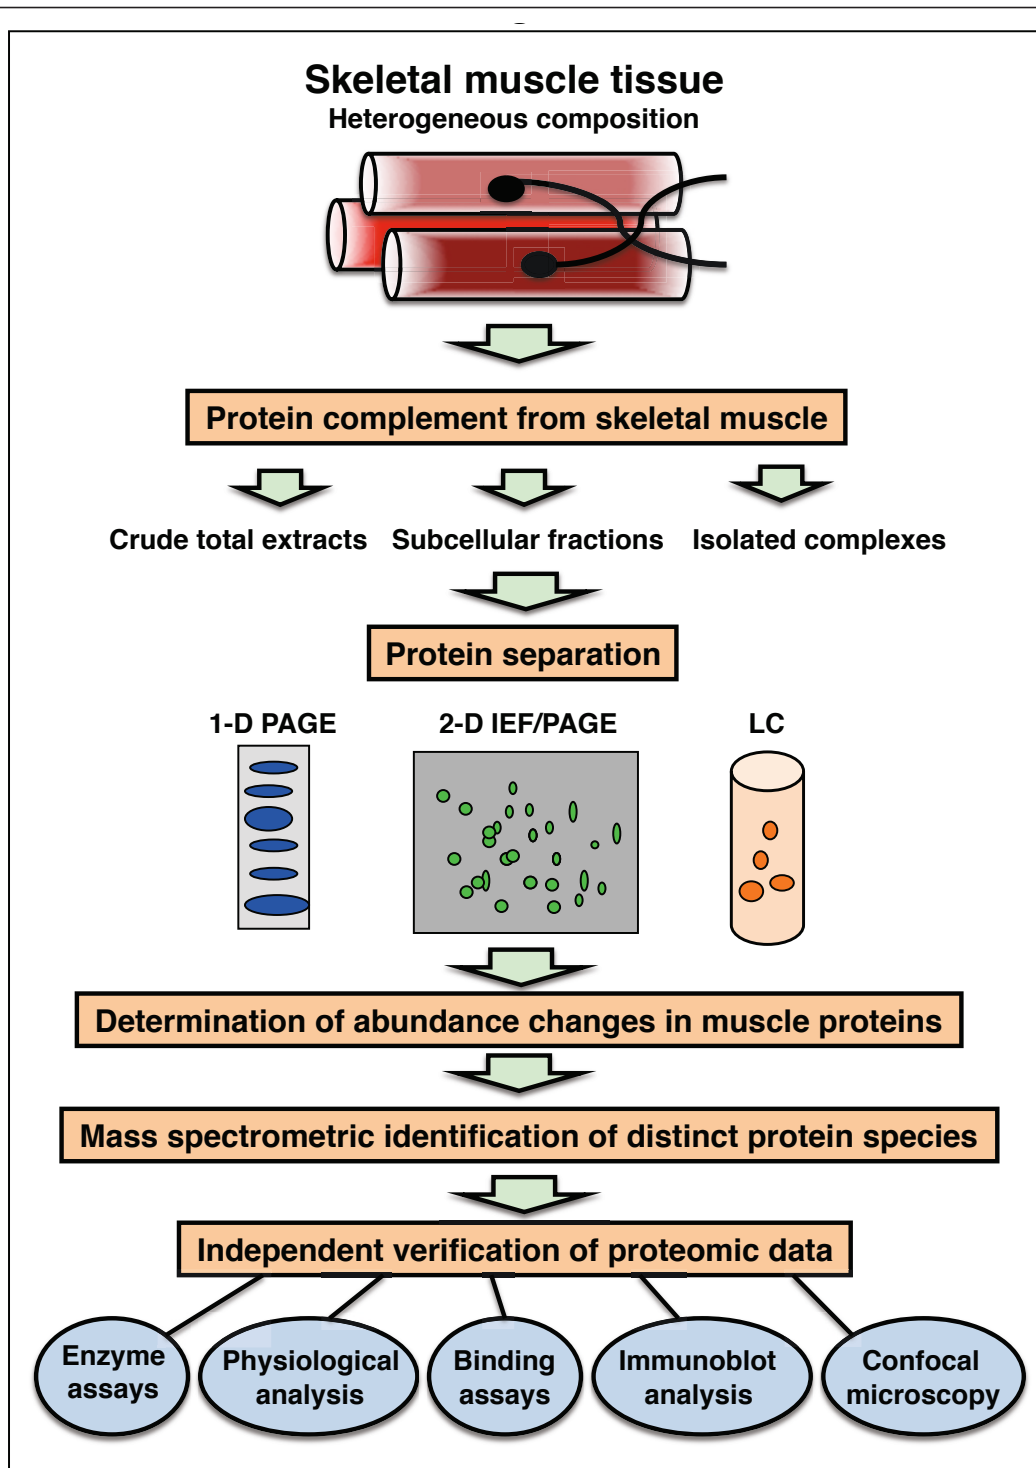 Skeletal muscle tissue
Heterogeneous composition
Protein complement from skeletal muscle
Crude total extracts
Subcellular fractions
Isolated complexes
Protein separation
1-D PAGE
2-D IEF/PAGE
LC
Determination of abundance changes in muscle proteins
Mass spectrometric identification of distinct protein species
Independent verification of proteomic data
Enzyme
assays
Physiological
analysis
Binding
assays
Immunoblot
analysis
Confocal
microscopy